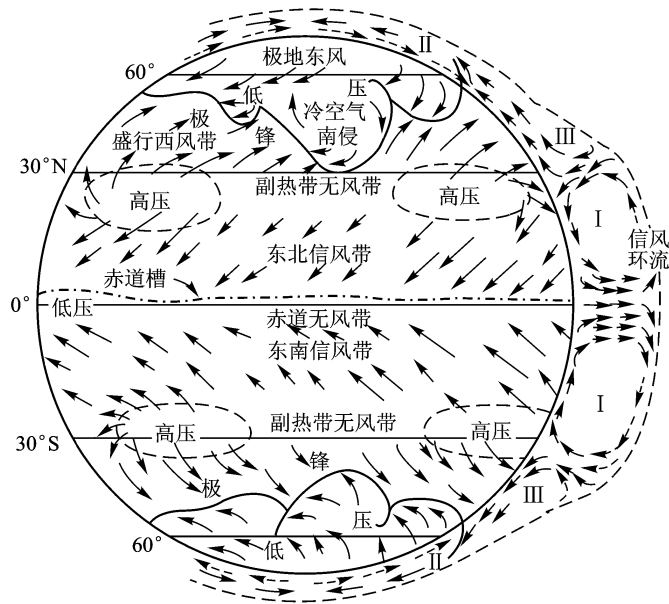 II
极地东风
60°
低
压
冷空气
南侵
极
锋
盛行西风带
III
30°N
副热带无风带
高压
高压
I
信风
环流
东北信风带
赤道槽
0°
低压
赤道无风带
东南信风带
I
高压
副热带无风带
高压
30°S
锋
极
III
压
60°
低
II